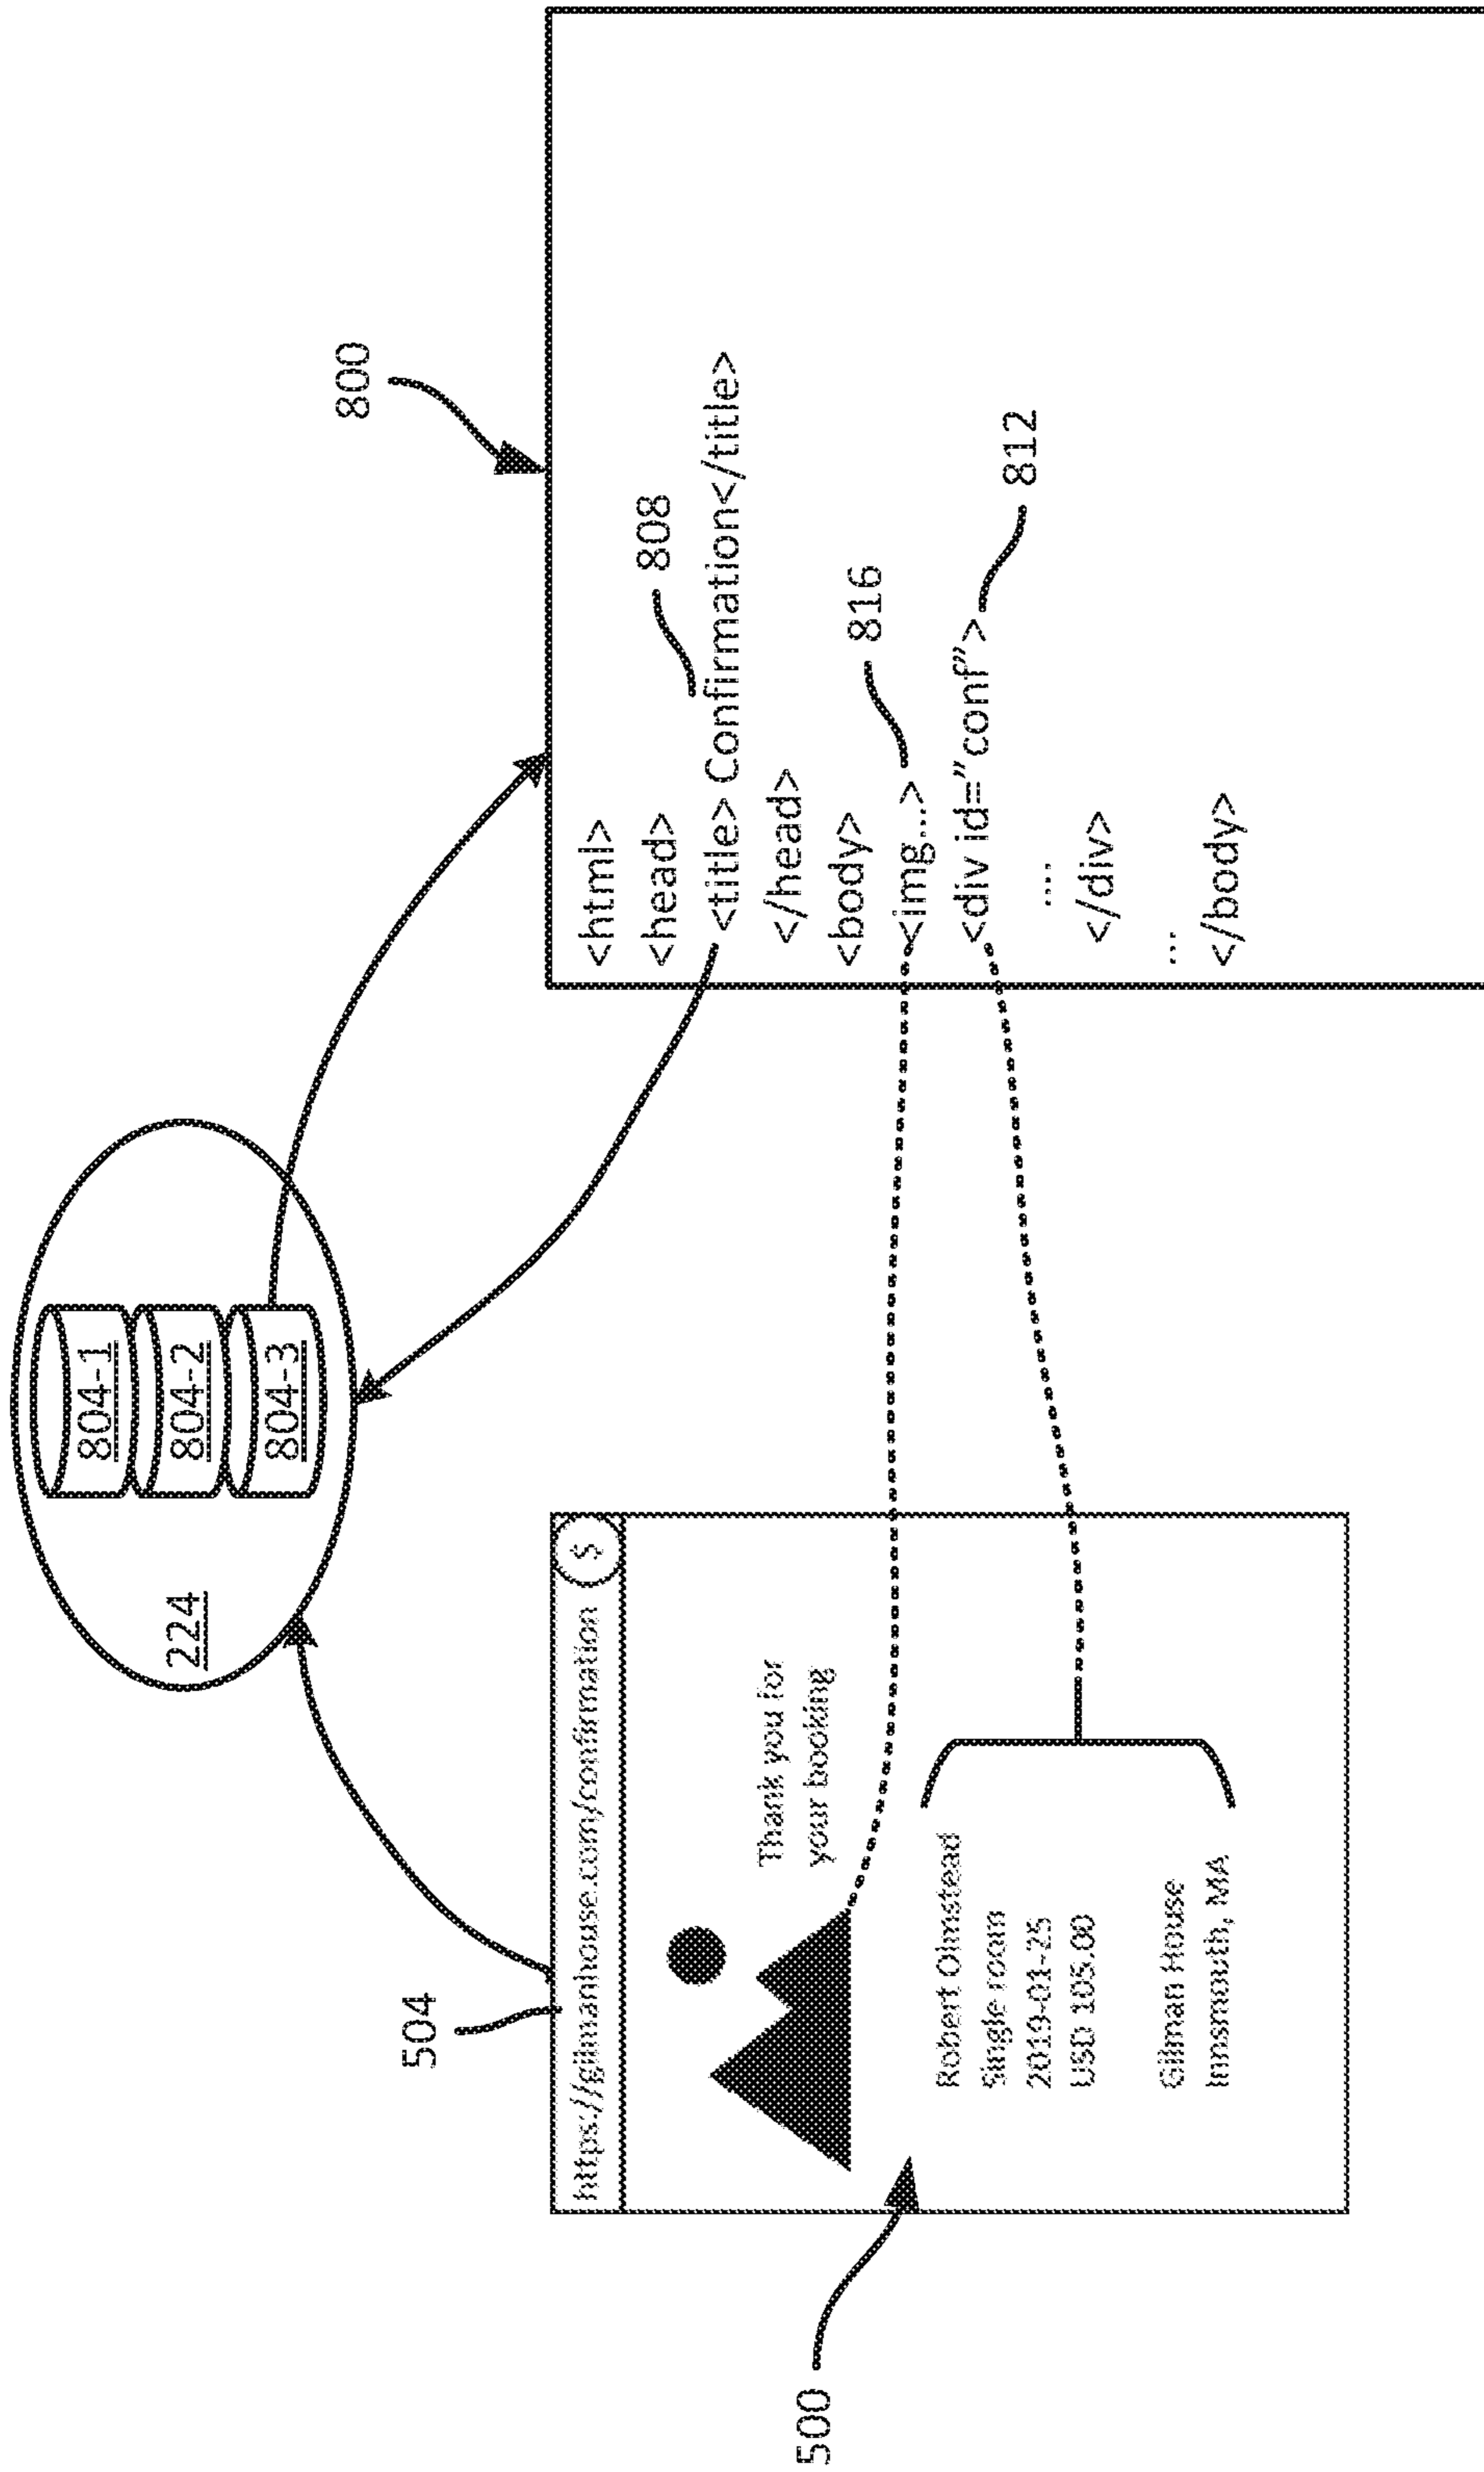 224
804-1
804-2
804-3
504
800
https://gilmanhouse.com/confirmation
$
Thank you for
your booking
500
Robert Olmstead
Single room
2019-01-25
USD 105.00
Gilman House
Innsmouth, MA
<html>
<head>
808
<title> Confirmation</title>
</head>
<body>
816
<img...>
<div id="conf”>
812
....
</div>
...
</body>